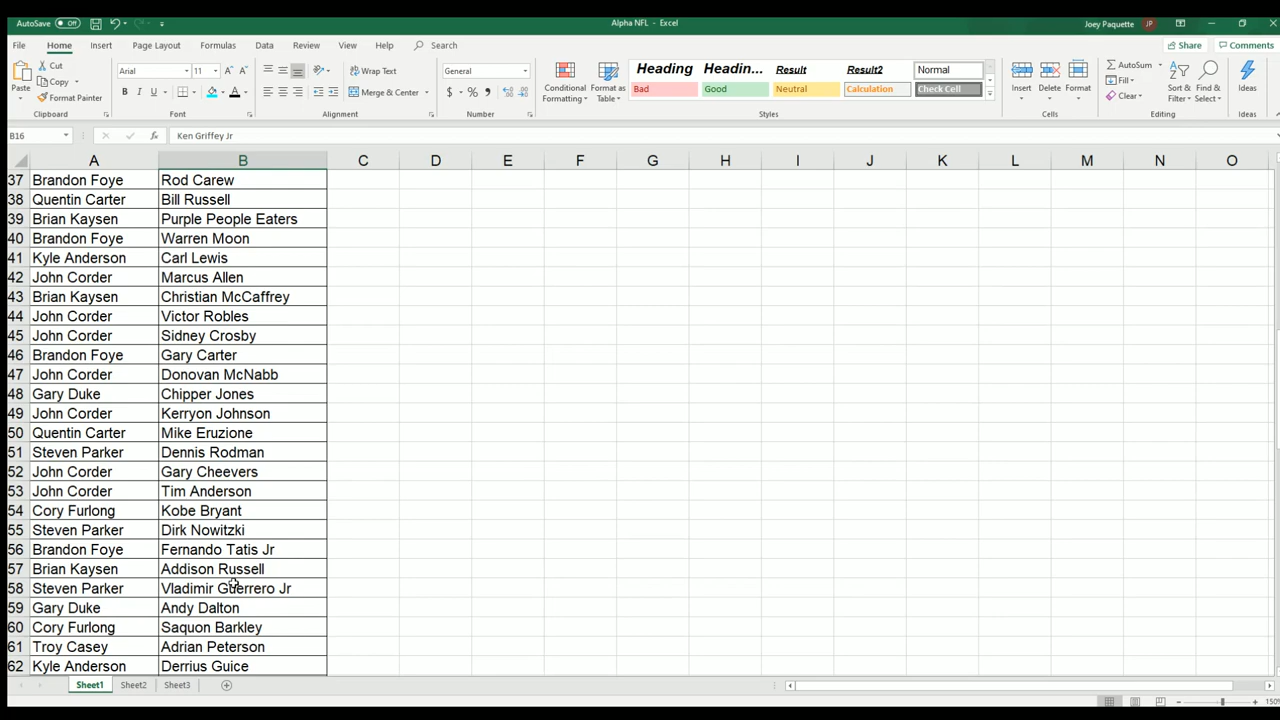 AutoSave Off Alpha NFL - Excel Joey Paquette JP
File Home Insert Page Layout Formulas Data Review View Help Search Share Comments
Paste Cut Copy Format Painter Clipboard
Arial 11 A A B I U A Font
Wrap Text Merge & Center Alignment
General $ % , Number
Conditional Formatting Format as Table
Heading Headin... Result Result2 Normal
Bad Good Neutral Calculation Check Cell
Styles
Insert Delete Format Cells
AutoSum Fill Clear Sort & Filter Find & Select Editing
Ideas Ideas
B16 fx Ken Griffey Jr
A B C D E F G H I J K L M N O
37 Brandon Foye Rod Carew
38 Quentin Carter Bill Russell
39 Brian Kaysen Purple People Eaters
40 Brandon Foye Warren Moon
41 Kyle Anderson Carl Lewis
42 John Corder Marcus Allen
43 Brian Kaysen Christian McCaffrey
44 John Corder Victor Robles
45 John Corder Sidney Crosby
46 Brandon Foye Gary Carter
47 John Corder Donovan McNabb
48 Gary Duke Chipper Jones
49 John Corder Kerryon Johnson
50 Quentin Carter Mike Eruzione
51 Steven Parker Dennis Rodman
52 John Corder Gary Cheevers
53 John Corder Tim Anderson
54 Cory Furlong Kobe Bryant
55 Steven Parker Dirk Nowitzki
56 Brandon Foye Fernando Tatis Jr
57 Brian Kaysen Addison Russell
58 Steven Parker Vladimir Guerrero Jr
59 Gary Duke Andy Dalton
60 Cory Furlong Saquon Barkley
61 Troy Casey Adrian Peterson
62 Kyle Anderson Derrius Guice
Sheet1 Sheet2 Sheet3
150%